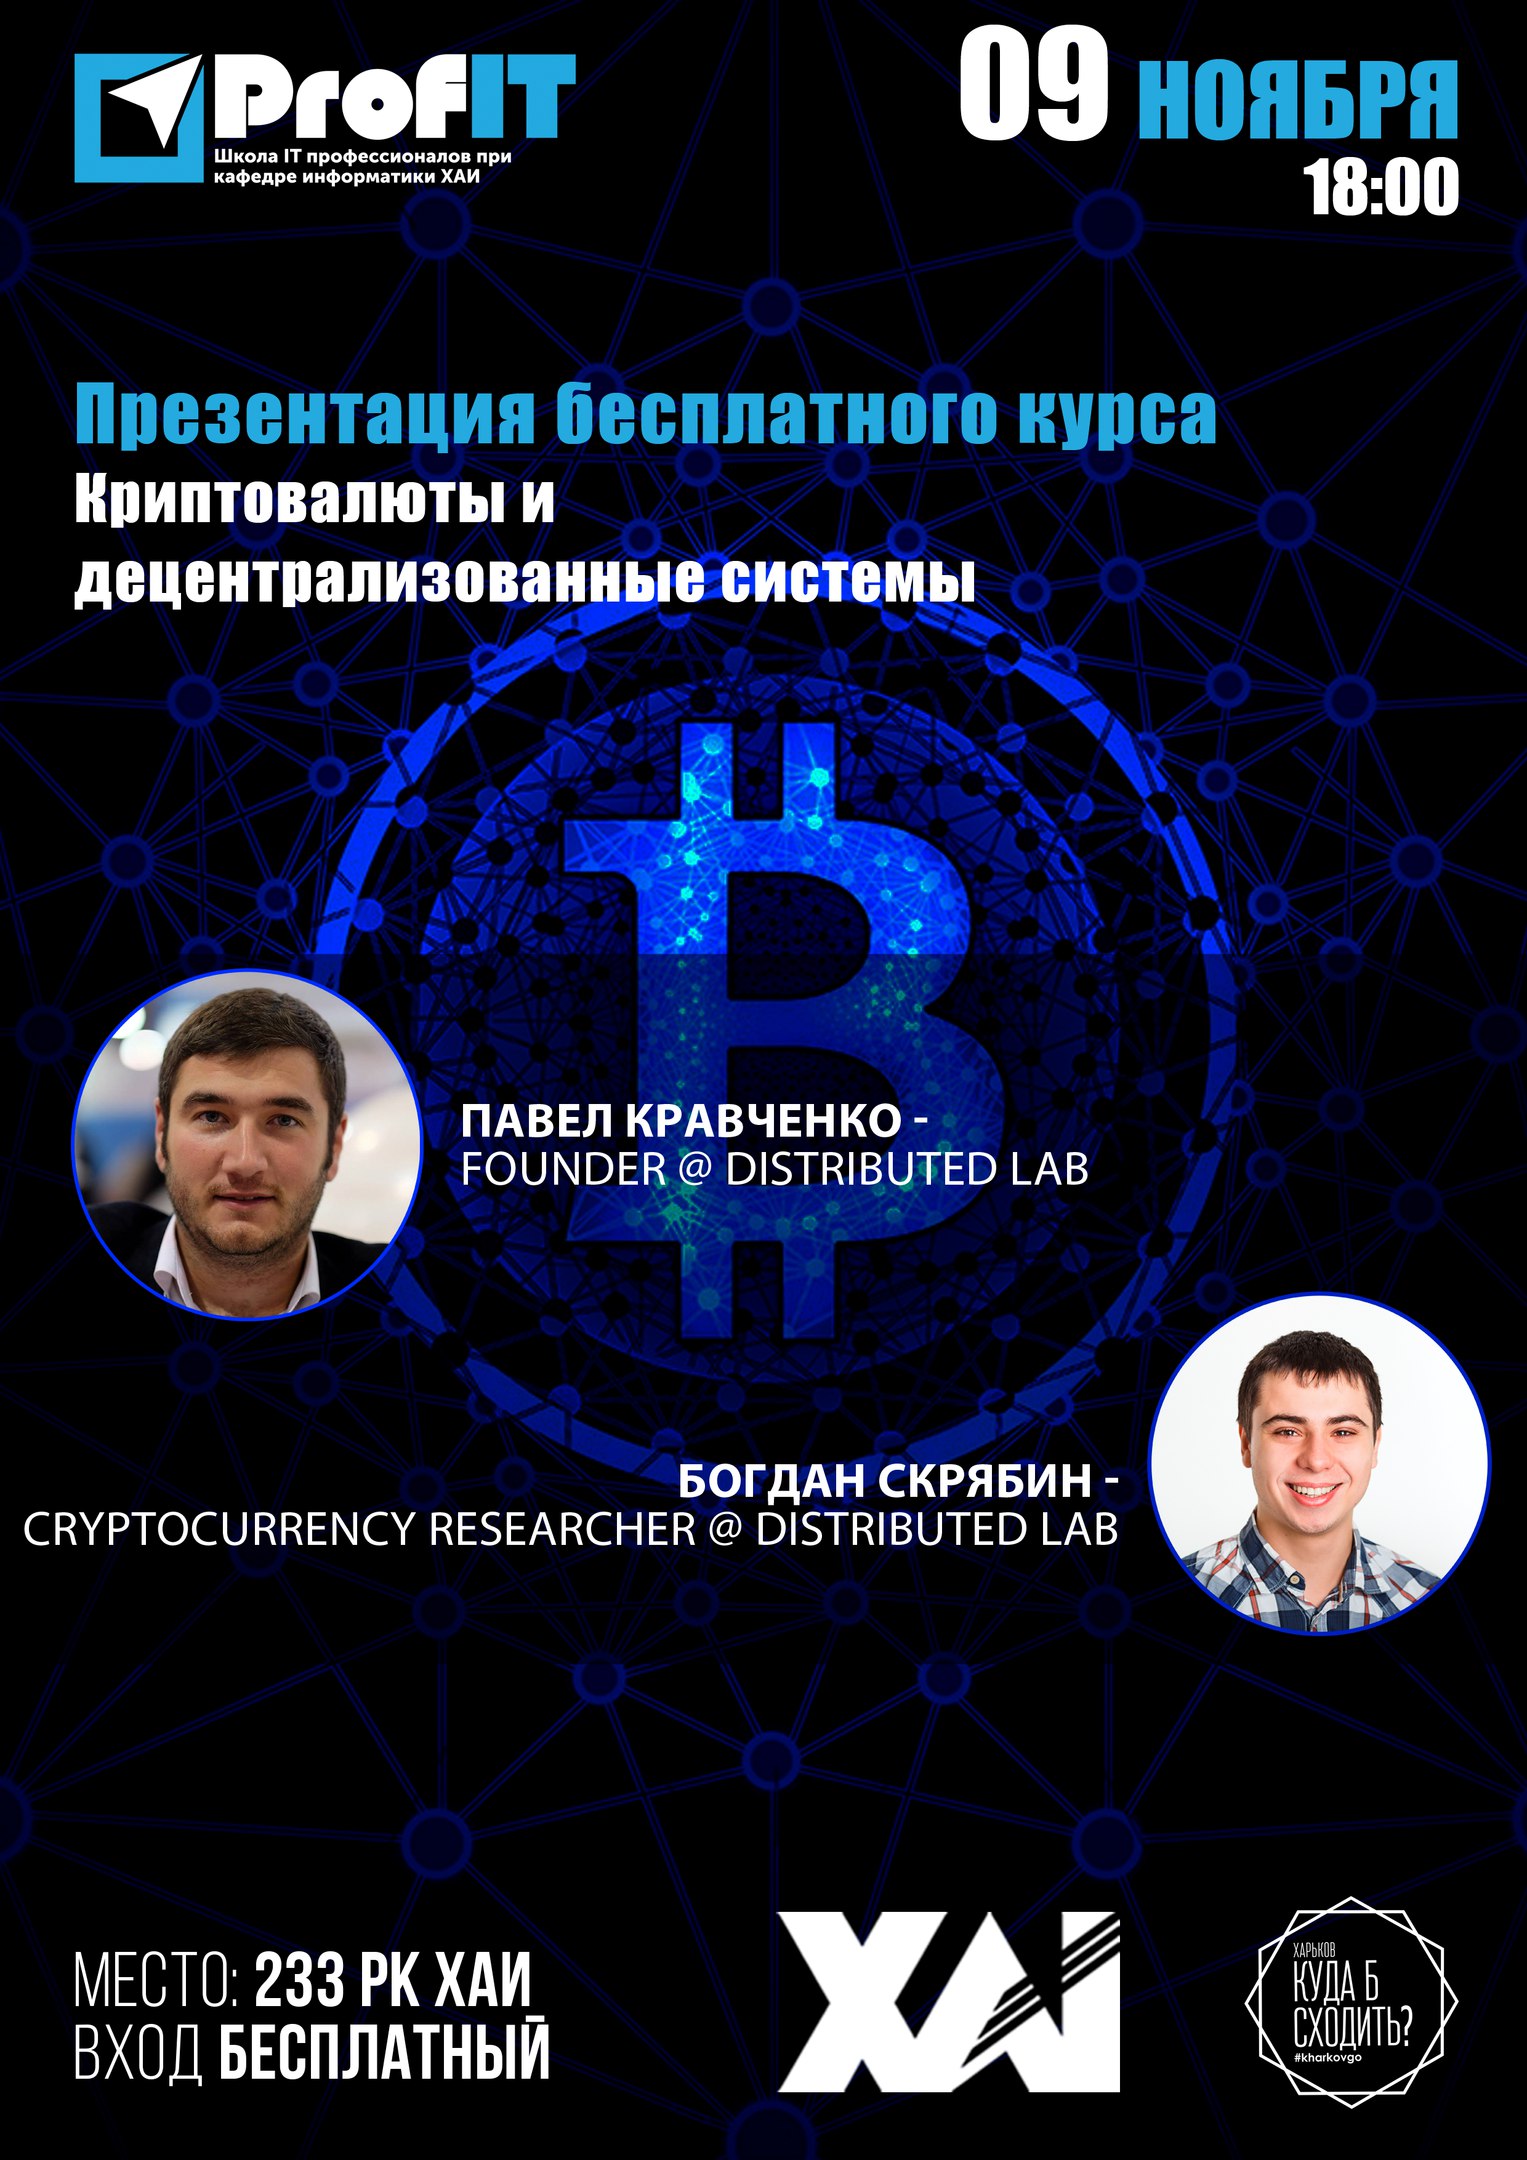 ProfIT
Школа IT профессионалов при
кафедре информатики ХАИ
09 НОЯБРЯ
18:00
Презентация бесплатного курса
Криптовалюты и
децентрализованные системы
ПАВЕЛ КРАВЧЕНКО -
FOUNDER @ DISTRIBUTED LAB
БОГДАН СКРЯБИН -
CRYPTOCURRENCY RESEARCHER @ DISTRIBUTED LAB
МЕСТО: 233 РК ХАИ
ВХОД БЕСПЛАТНЫЙ
ХАІ
ХАРЬКОВ
КУДА Б
СХОДИТЬ?
#kharkovgo